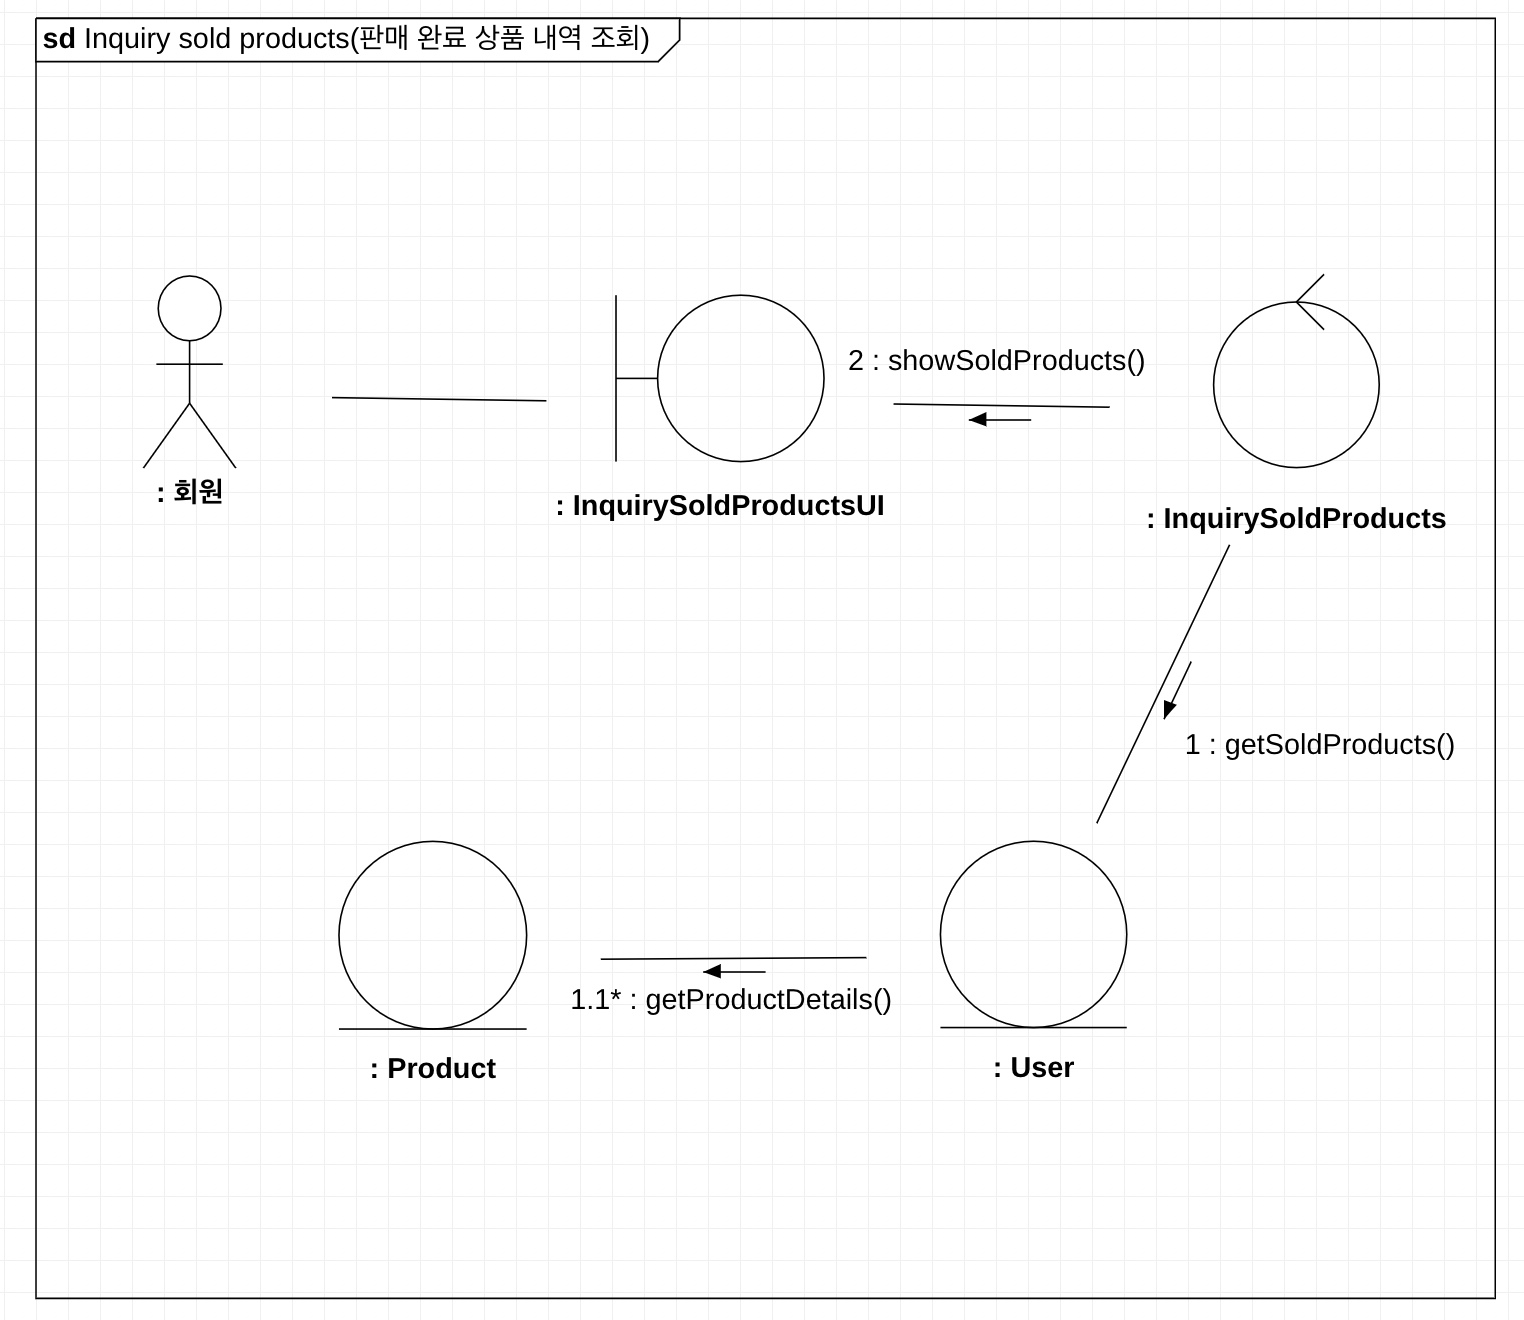 sd Inquiry sold products(판매 완료 상품 내역 조회)
2 : showSoldProducts()
: 회원
: InquirySoldProductsUI
: InquirySoldProducts
1 : getSoldProducts()
1.1* : getProductDetails()
: Product
: User